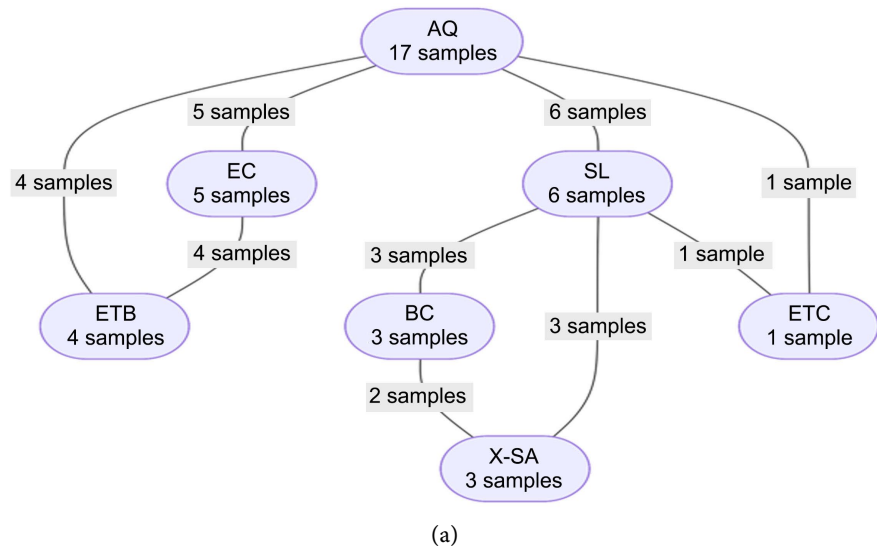 AQ
17 samples
5 samples
6 samples
4 samples
EC
5 samples
SL
6 samples
1 sample
4 samples
3 samples
1 sample
ETB
4 samples
BC
3 samples
3 samples
ETC
1 sample
2 samples
X-SA
3 samples
(a)